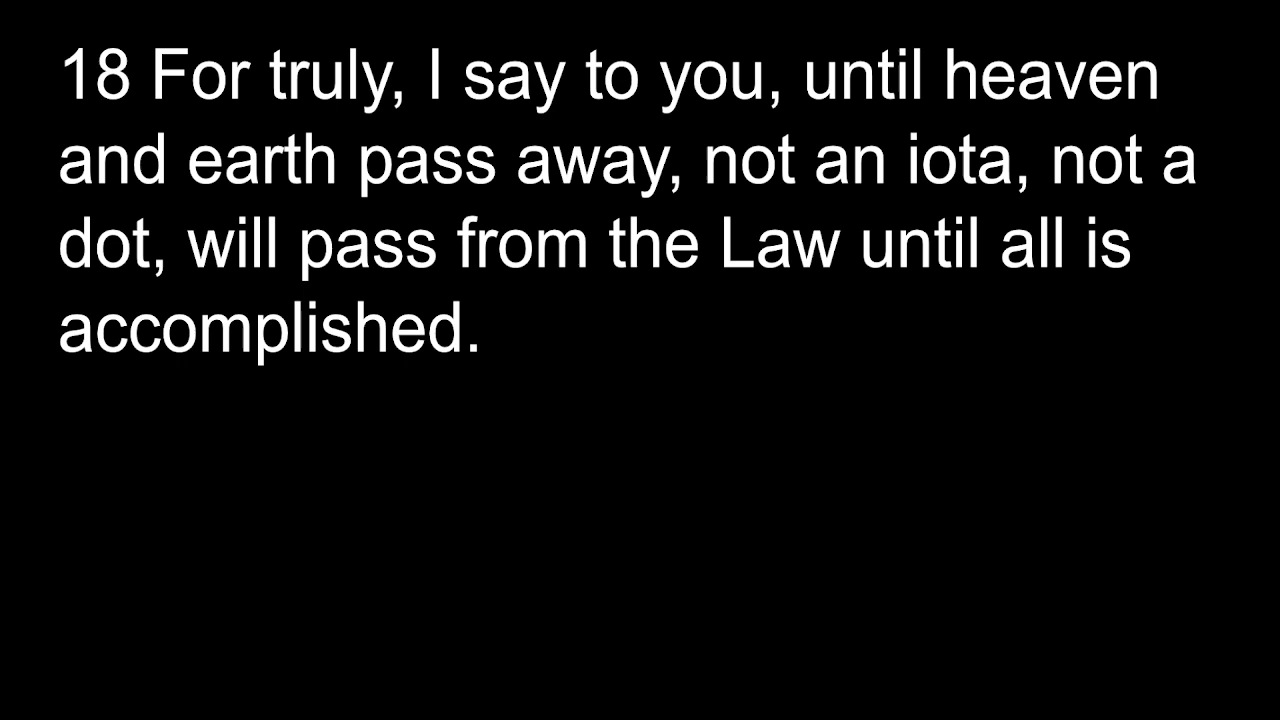 18 For truly, I say to you, until heaven
and earth pass away, not an iota, not a
dot, will pass from the Law until all is
accomplished.